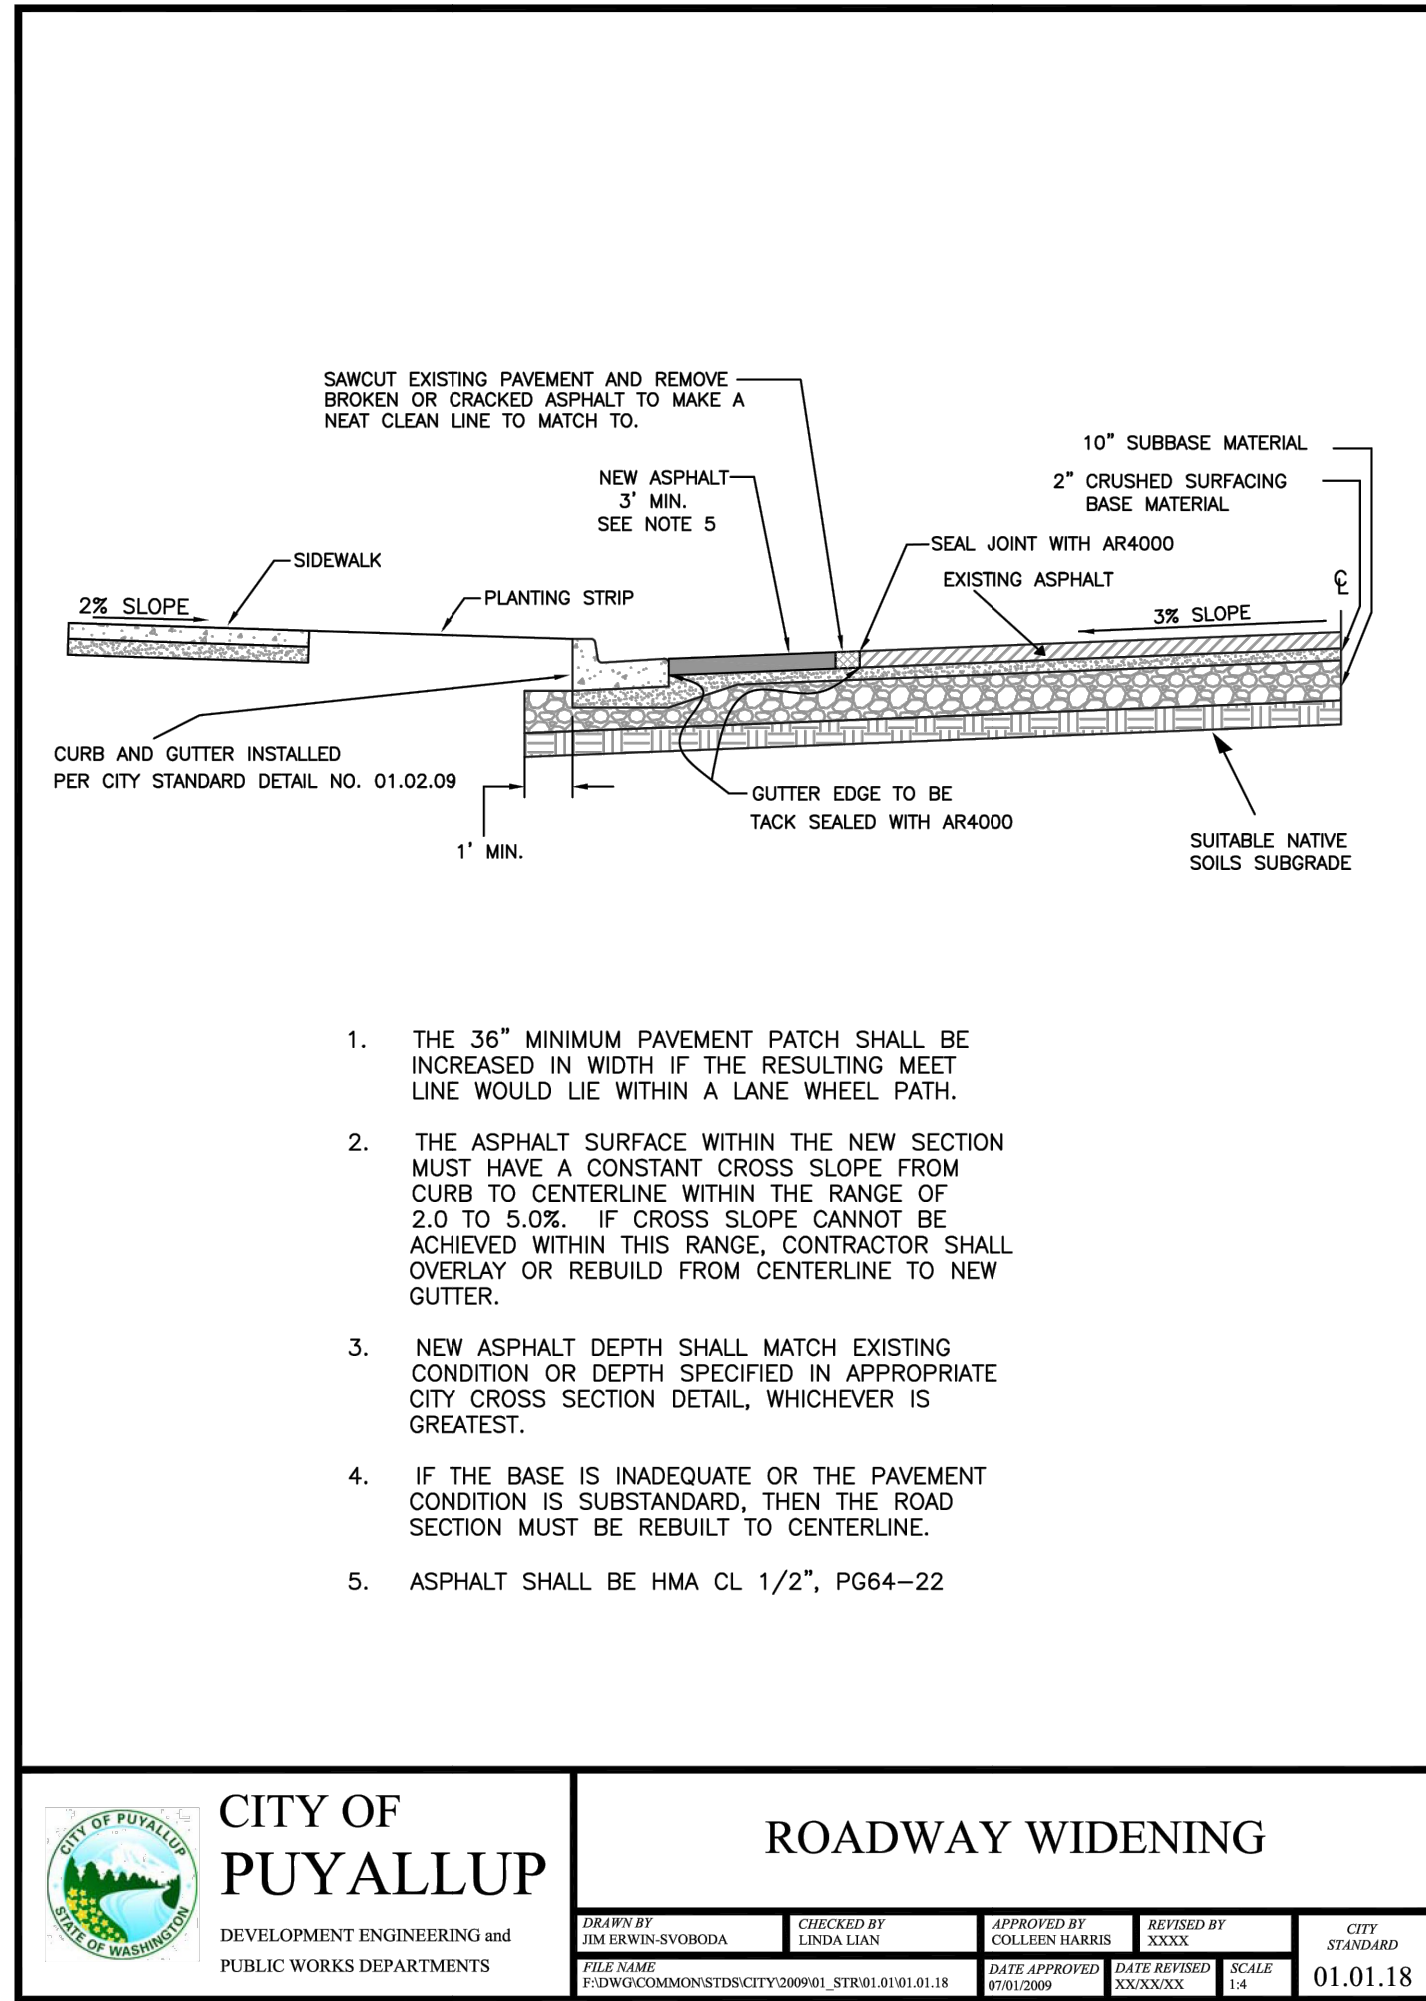 SAWCUT EXISTING PAVEMENT AND REMOVE
BROKEN OR CRACKED ASPHALT TO MAKE A
NEAT CLEAN LINE TO MATCH TO.
10" SUBBASE MATERIAL
2" CRUSHED SURFACING
BASE MATERIAL
NEW ASPHALT
3' MIN.
SEE NOTE 5
SEAL JOINT WITH AR4000
SIDEWALK
EXISTING ASPHALT
℄
PLANTING STRIP
2% SLOPE
3% SLOPE
CURB AND GUTTER INSTALLED
PER CITY STANDARD DETAIL NO. 01.02.09
GUTTER EDGE TO BE
TACK SEALED WITH AR4000
1' MIN.
SUITABLE NATIVE
SOILS SUBGRADE
1. THE 36" MINIMUM PAVEMENT PATCH SHALL BE
INCREASED IN WIDTH IF THE RESULTING MEET
LINE WOULD LIE WITHIN A LANE WHEEL PATH.
2. THE ASPHALT SURFACE WITHIN THE NEW SECTION
MUST HAVE A CONSTANT CROSS SLOPE FROM
CURB TO CENTERLINE WITHIN THE RANGE OF
2.0 TO 5.0%. IF CROSS SLOPE CANNOT BE
ACHIEVED WITHIN THIS RANGE, CONTRACTOR SHALL
OVERLAY OR REBUILD FROM CENTERLINE TO NEW
GUTTER.
3. NEW ASPHALT DEPTH SHALL MATCH EXISTING
CONDITION OR DEPTH SPECIFIED IN APPROPRIATE
CITY CROSS SECTION DETAIL, WHICHEVER IS
GREATEST.
4. IF THE BASE IS INADEQUATE OR THE PAVEMENT
CONDITION IS SUBSTANDARD, THEN THE ROAD
SECTION MUST BE REBUILT TO CENTERLINE.
5. ASPHALT SHALL BE HMA CL 1/2", PG64-22
CITY OF PUYALLUP
STATE OF WASHINGTON
CITY OF
PUYALLUP
DEVELOPMENT ENGINEERING and
PUBLIC WORKS DEPARTMENTS
ROADWAY WIDENING
DRAWN BY
JIM ERWIN-SVOBODA
CHECKED BY
LINDA LIAN
APPROVED BY
COLLEEN HARRIS
REVISED BY
XXXX
FILE NAME
F:\DWG\COMMON\STDS\CITY\2009\01_STR\01.01\01.01.18
DATE APPROVED
07/01/2009
DATE REVISED
XX/XX/XX
SCALE
1:4
CITY
STANDARD
01.01.18